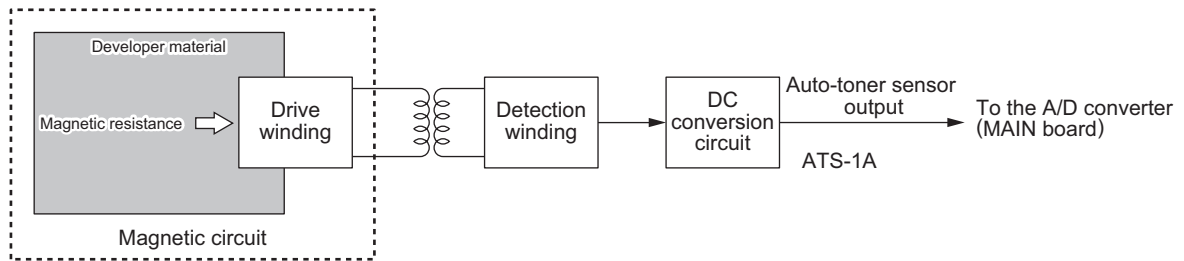 Developer material
Magnetic resistance
Drive
winding
Magnetic circuit
Detection
winding
DC
conversion
circuit
Auto-toner sensor
output
ATS-1A
To the A/D converter
(MAIN board)